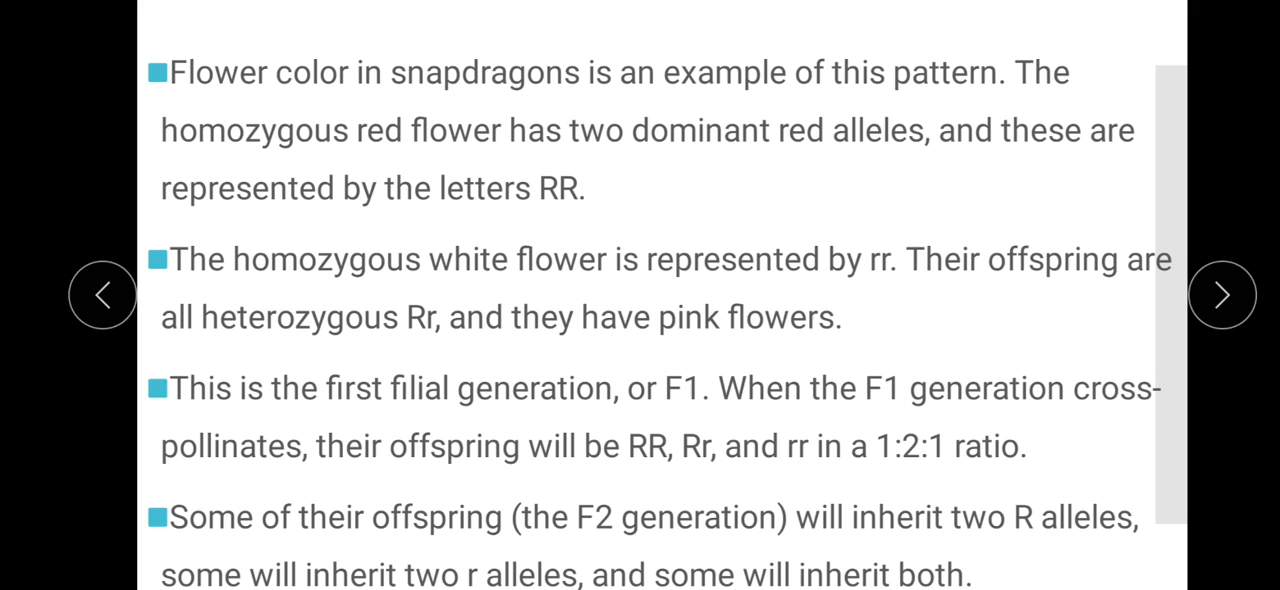 ■Flower color in snapdragons is an example of this pattern. The
homozygous red flower has two dominant red alleles, and these are
represented by the letters RR.
■The homozygous white flower is represented by rr. Their offspring are
all heterozygous Rr, and they have pink flowers.
■This is the first filial generation, or F1. When the F1 generation cross-
pollinates, their offspring will be RR, Rr, and rr in a 1:2:1 ratio.
■Some of their offspring (the F2 generation) will inherit two R alleles,
some will inherit two r alleles, and some will inherit both.